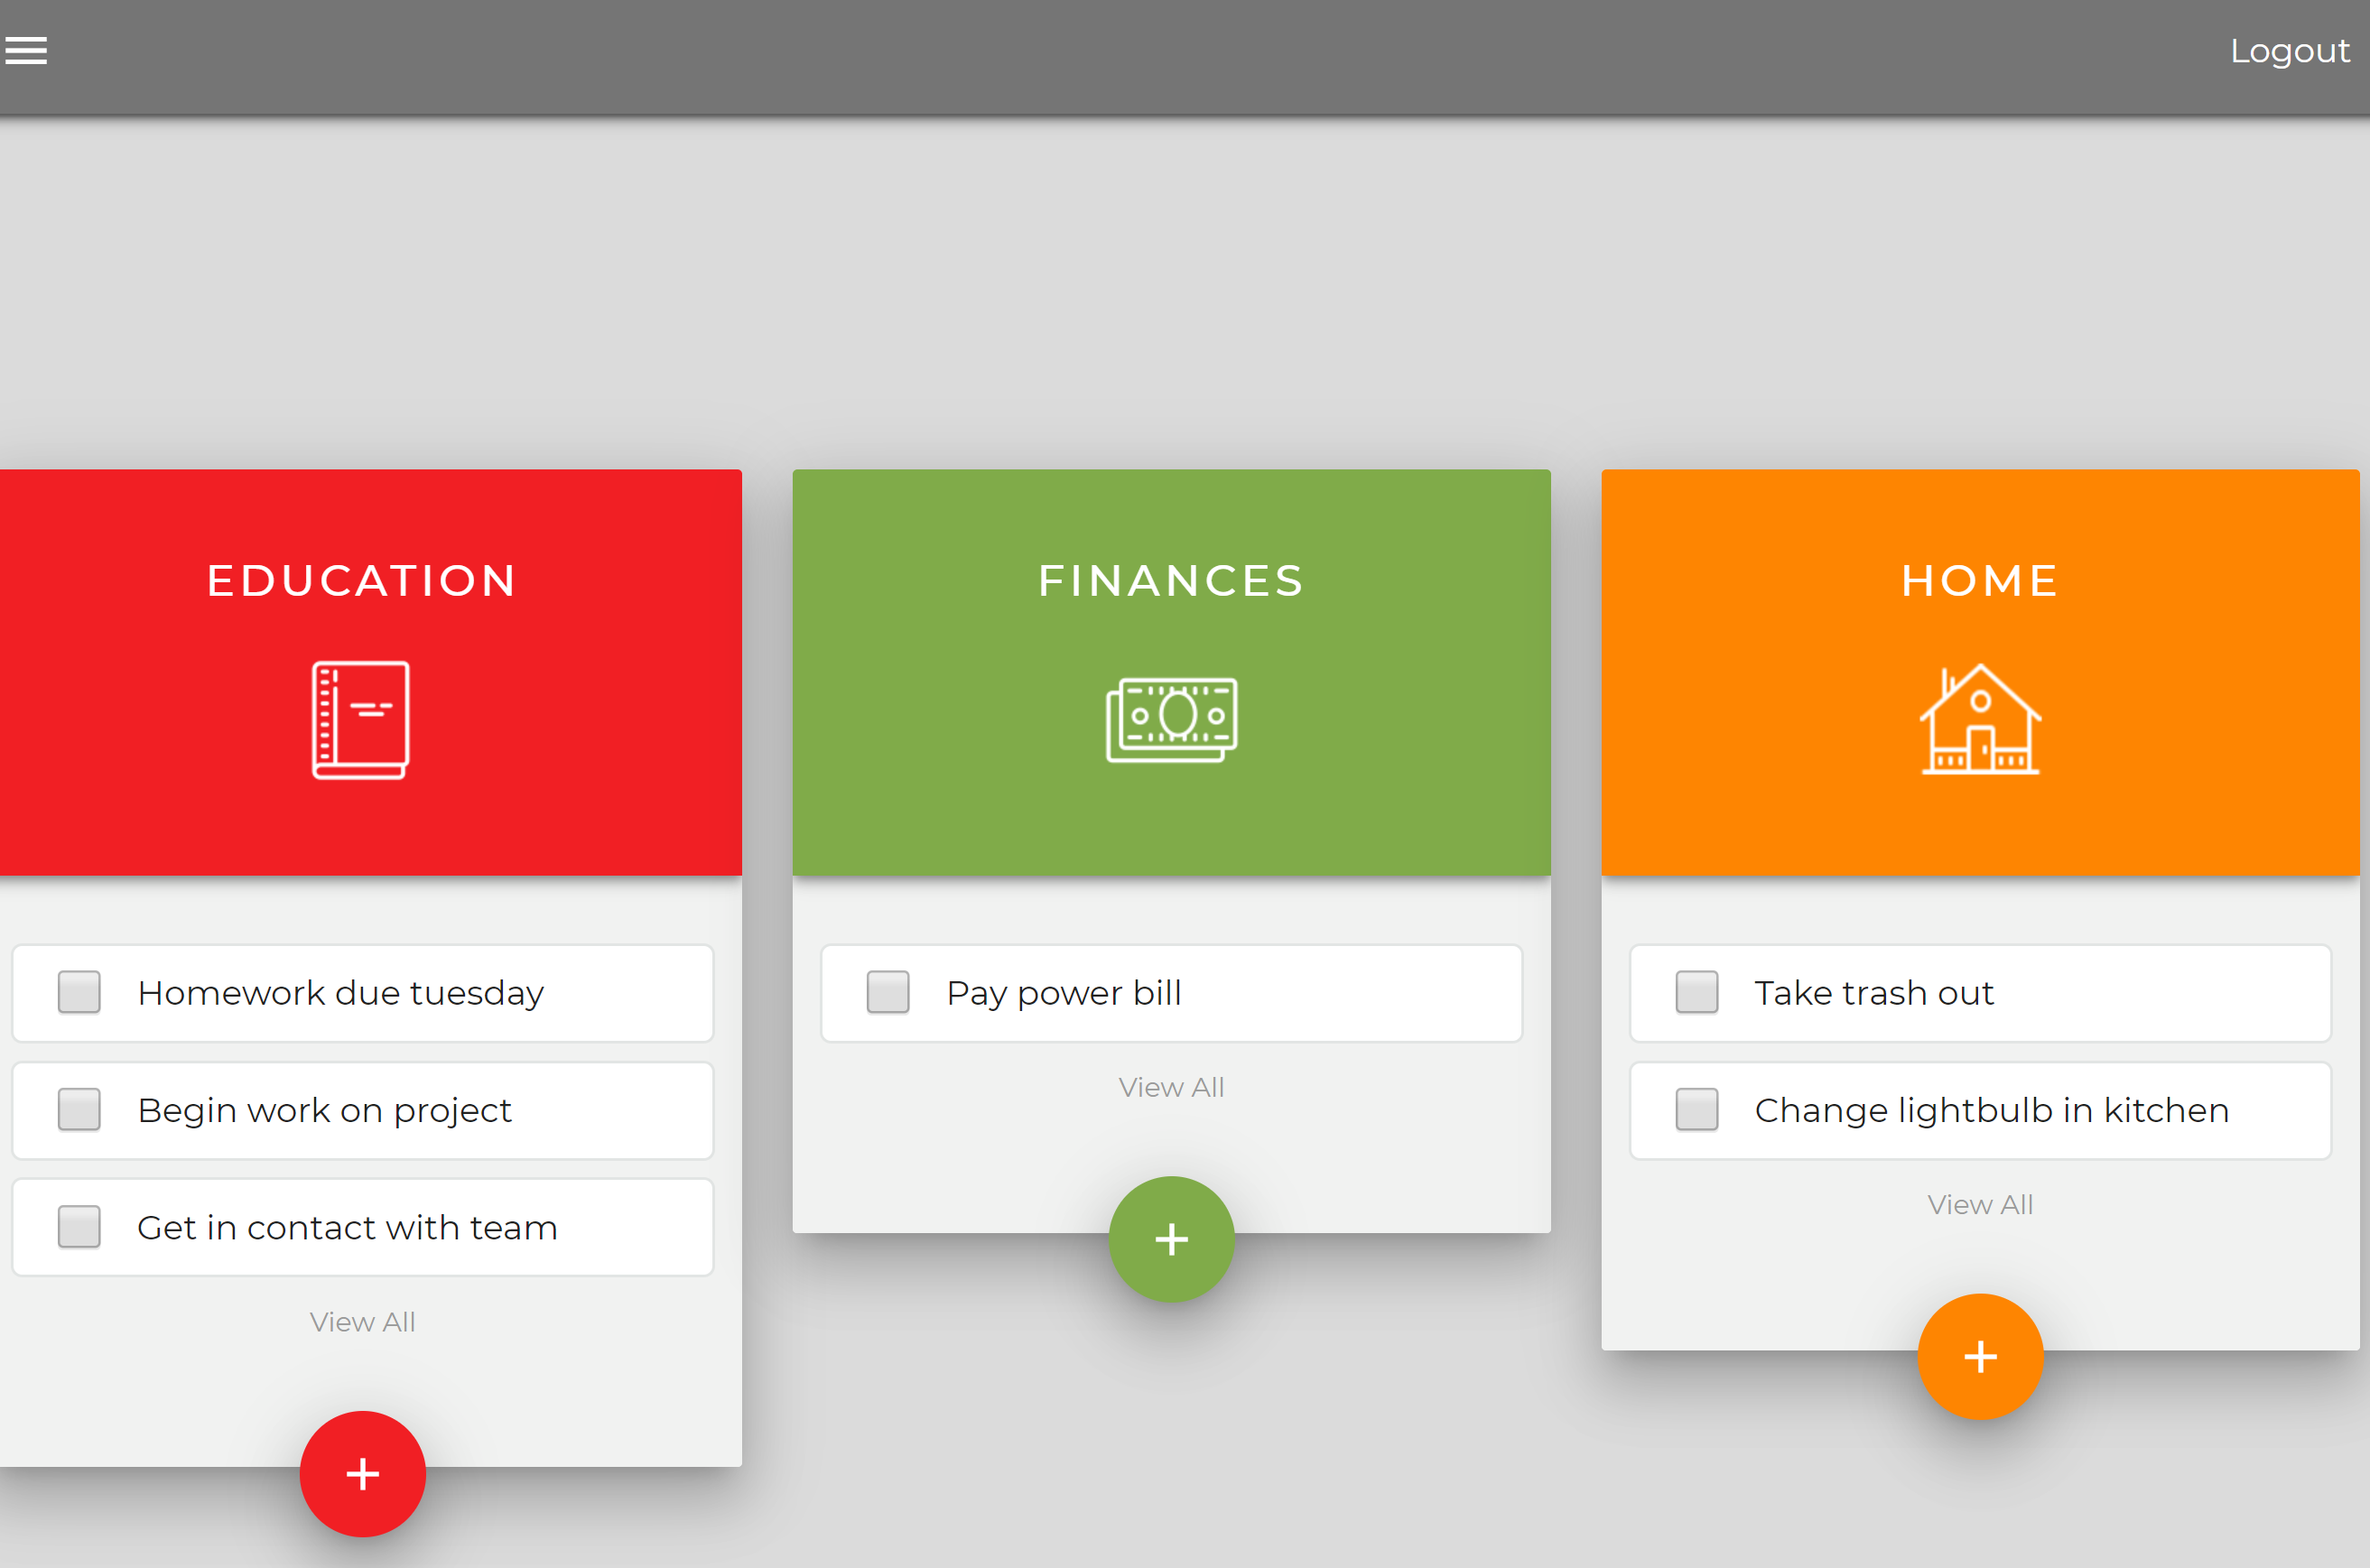 Logout
EDUCATION
Homework due tuesday
Begin work on project
Get in contact with team
View All
+
FINANCES
Pay power bill
View All
+
HOME
Take trash out
Change lightbulb in kitchen
View All
+